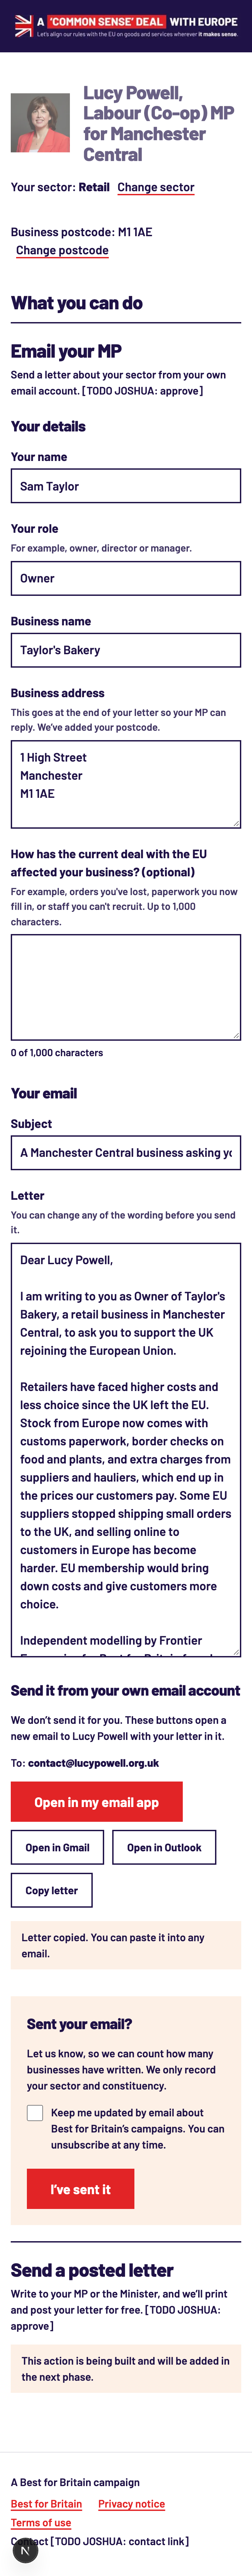 A 'COMMON SENSE' DEAL WITH EUROPE
Let's align our rules with the EU on goods and services wherever it makes sense.
Lucy Powell,
Labour (Co-op) MP
for Manchester
Central
Your sector: Retail Change sector
Business postcode: M1 1AE
Change postcode
What you can do
Email your MP
Send a letter about your sector from your own
email account. [TODO JOSHUA: approve]
Your details
Your name
Sam Taylor
Your role
For example, owner, director or manager.
Owner
Business name
Taylor's Bakery
Business address
This goes at the end of your letter so your MP can
reply. We've added your postcode.
1 High Street
Manchester
M1 1AE
How has the current deal with the EU
affected your business? (optional)
For example, orders you've lost, paperwork you now
fill in, or staff you can't recruit. Up to 1,000
characters.
0 of 1,000 characters
Your email
Subject
A Manchester Central business asking yo
Letter
You can change any of the wording before you send
it.
Dear Lucy Powell,
I am writing to you as Owner of Taylor's
Bakery, a retail business in Manchester
Central, to ask you to support the UK
rejoining the European Union.
Retailers have faced higher costs and
less choice since the UK left the EU.
Stock from Europe now comes with
customs paperwork, border checks on
food and plants, and extra charges from
suppliers and hauliers, which end up in
the prices our customers pay. Some EU
suppliers stopped shipping small orders
to the UK, and selling online to
customers in Europe has become
harder. EU membership would bring
down costs and give customers more
choice.
Independent modelling by Frontier
Send it from your own email account
We don't send it for you. These buttons open a
new email to Lucy Powell with your letter in it.
To: contact@lucypowell.org.uk
Open in my email app
Open in Gmail
Open in Outlook
Copy letter
Letter copied. You can paste it into any
email.
Sent your email?
Let us know, so we can count how many
businesses have written. We only record
your sector and constituency.
Keep me updated by email about
Best for Britain's campaigns. You can
unsubscribe at any time.
I've sent it
Send a posted letter
Write to your MP or the Minister, and we'll print
and post your letter for free. [TODO JOSHUA:
approve]
This action is being built and will be added in
the next phase.
A Best for Britain campaign
Best for Britain Privacy notice
Terms of use
N
[TODO JOSHUA: contact link]